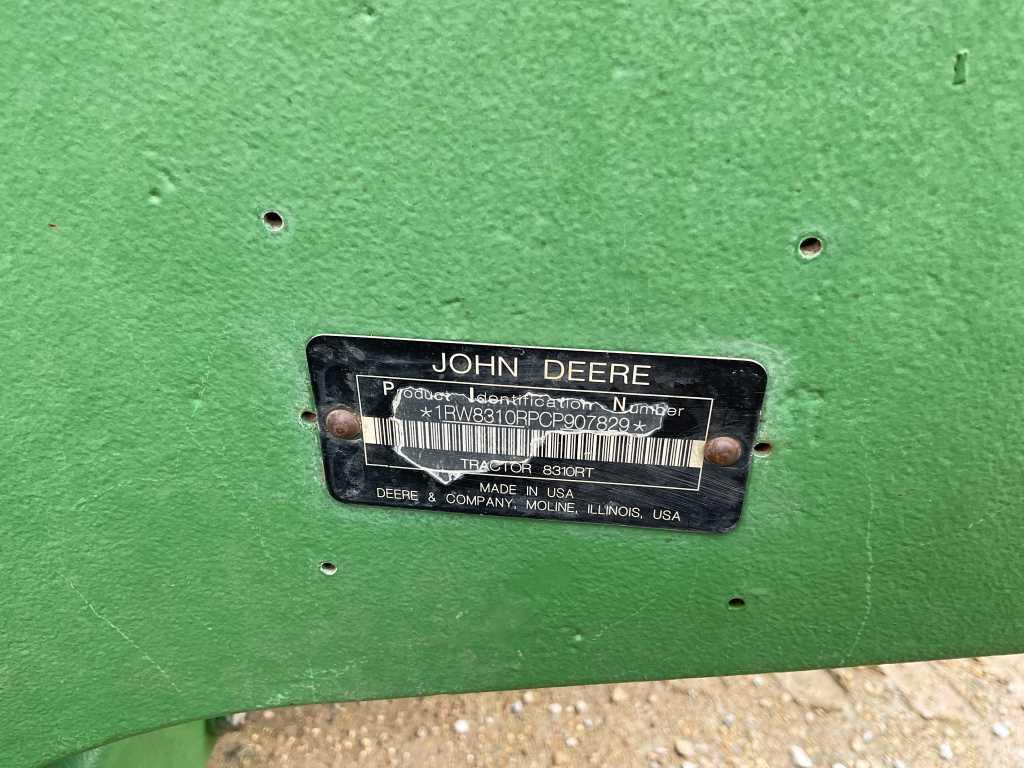 JOHN DEERE
Product Identification Number
*1RW8310RPCP907829*
TRACTOR 8310RT
MADE IN USA
DEERE & COMPANY, MOLINE, ILLINOIS, USA